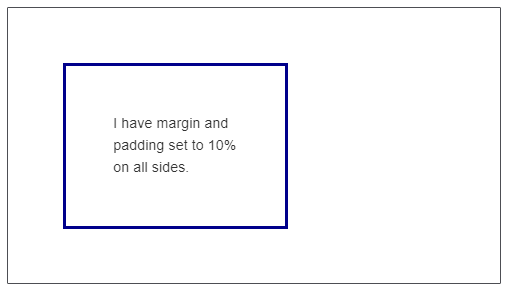 I have margin and
padding set to 10%
on all sides.